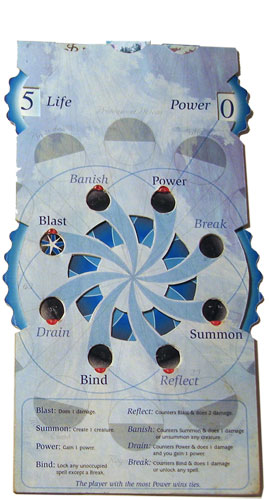 5 Life Power 0
Banish Power
Blast Break
Drain Summon
Bind Reflect
Blast: Does 1 damage.
Summon: Create 1 creature.
Power: Gain 1 power.
Bind: Lock any unoccupied
spell except a Break.
Reflect: Counters Blast & does 2 damage.
Banish: Counters Summon, & does 1 damage
or unsummon any creature.
Drain: Counters Power & does 1 damage
and you gain 1 power.
Break: Counters Bind & does 1 damage
or unlock any spell.
The player with the most Power wins ties.